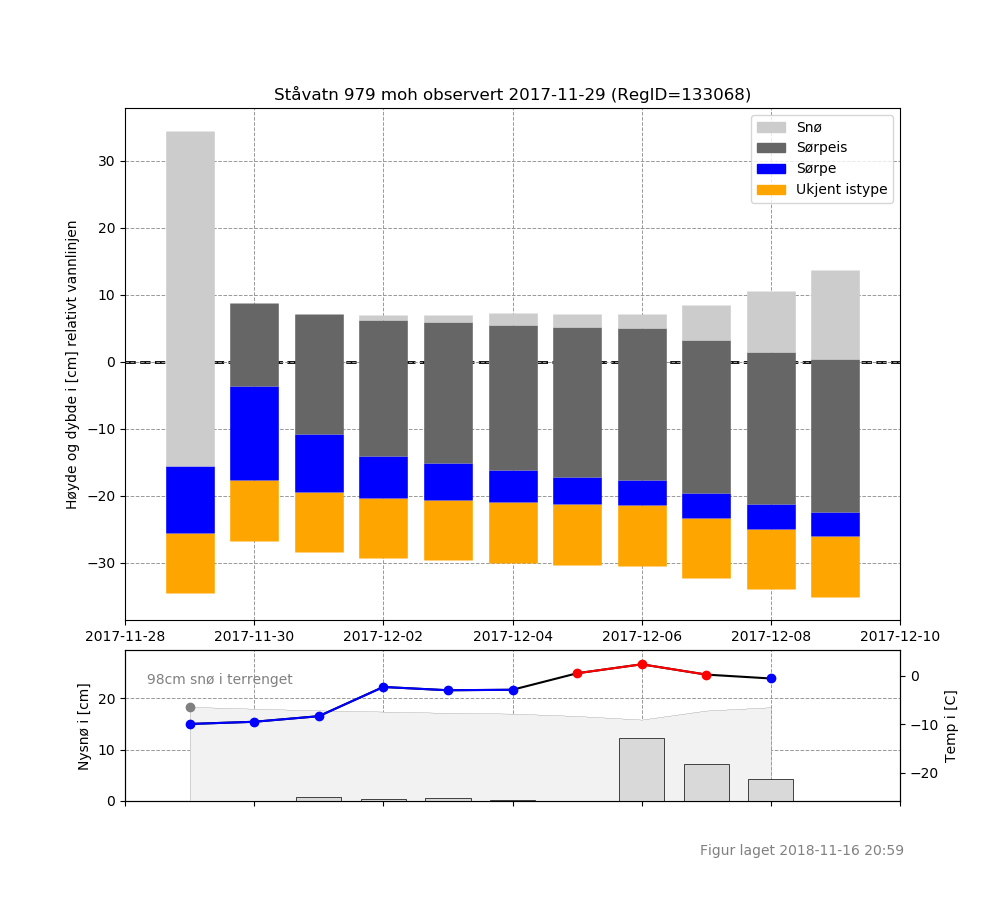 Ståvatn 979 moh observert 2017-11-29 (RegID=133068)
Snø
Sørpeis
Sørpe
Ukjent istype
Høyde og dybde i [cm] relativt vannlinjen
30
20
10
0
−10
−20
−30
2017-11-28
2017-11-30
2017-12-02
2017-12-04
2017-12-06
2017-12-08
2017-12-10
98cm snø i terrenget
Nysnø i [cm]
20
10
0
Temp i [C]
0
−10
−20
Figur laget 2018-11-16 20:59